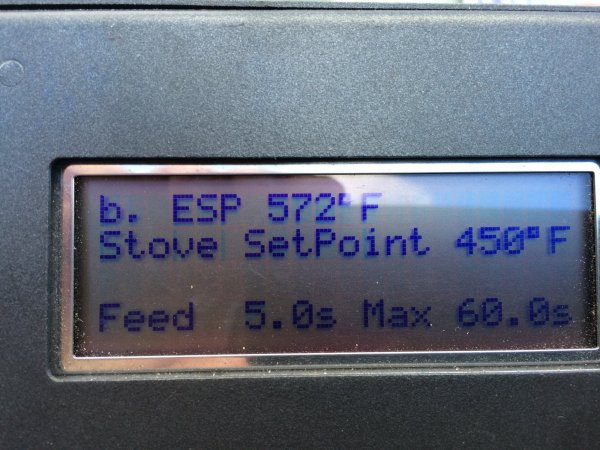 b. ESP 572°F
Stove SetPoint 450°F
Feed 5.0s Max 60.0s